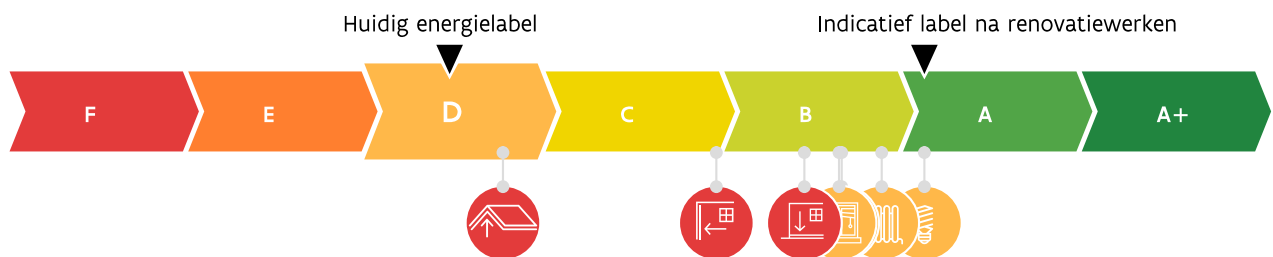 Huidig energielabel
Indicatief label na renovatiewerken
F
E
D
C
B
A
A+